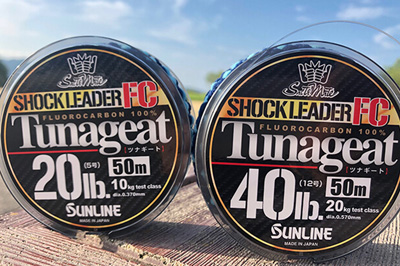 SaltiMate
SHOCK LEADER FC
FLUOROCARBON 100%
Tunageat
[ツナギート]
20lb.
(5号)
50m
10kg test class
dia.0.370mm
SUNLINE
MADE IN JAPAN
SaltiMate
SHOCK LEADER FC
FLUOROCARBON 100%
Tunageat
[ツナギート]
40lb.
(12号)
50m
20kg test class
dia.0.570mm
SUNLINE
MADE IN JAPAN